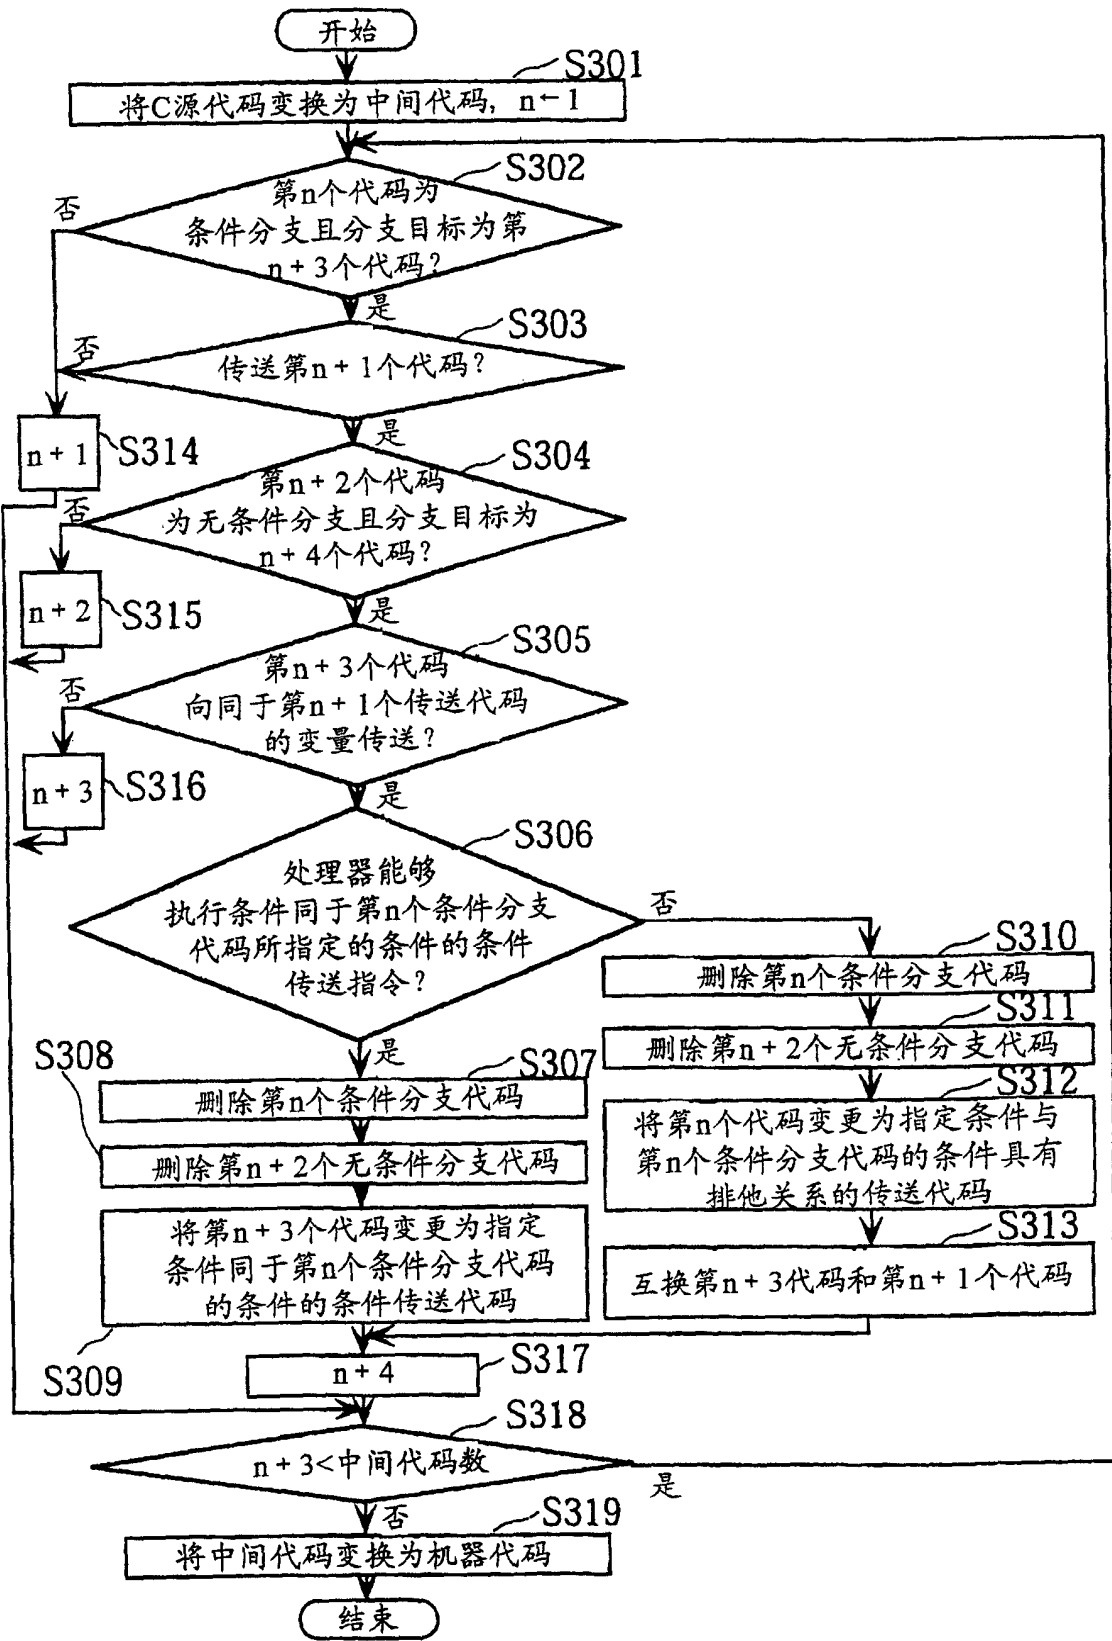 开始
S301
将C源代码变换为中间代码，n←1
S302
第n个代码为
条件分支且分支目标为第
n+3个代码？
否
是
S303
传送第n+1个代码？
否
是
n+1
S314
S304
第n+2个代码
为无条件分支且分支目标为
n+4个代码？
否
是
n+2
S315
S305
第n+3个代码
向同于第n+1个传送代码
的变量传送？
否
是
n+3
S316
S306
处理器能够
执行条件同于第n个条件分支
代码所指定的条件的条件
传送指令？
否
是
S310
删除第n个条件分支代码
S311
删除第n+2个无条件分支代码
S312
将第n个代码变更为指定条件与
第n个条件分支代码的条件具有
排他关系的传送代码
S313
互换第n+3代码和第n+1个代码
S307
删除第n个条件分支代码
S308
删除第n+2个无条件分支代码
将第n+3个代码变更为指定
条件同于第n个条件分支代码
的条件的条件传送代码
S309
S317
n+4
S318
n+3<中间代码数
是
否
S319
将中间代码变换为机器代码
结束